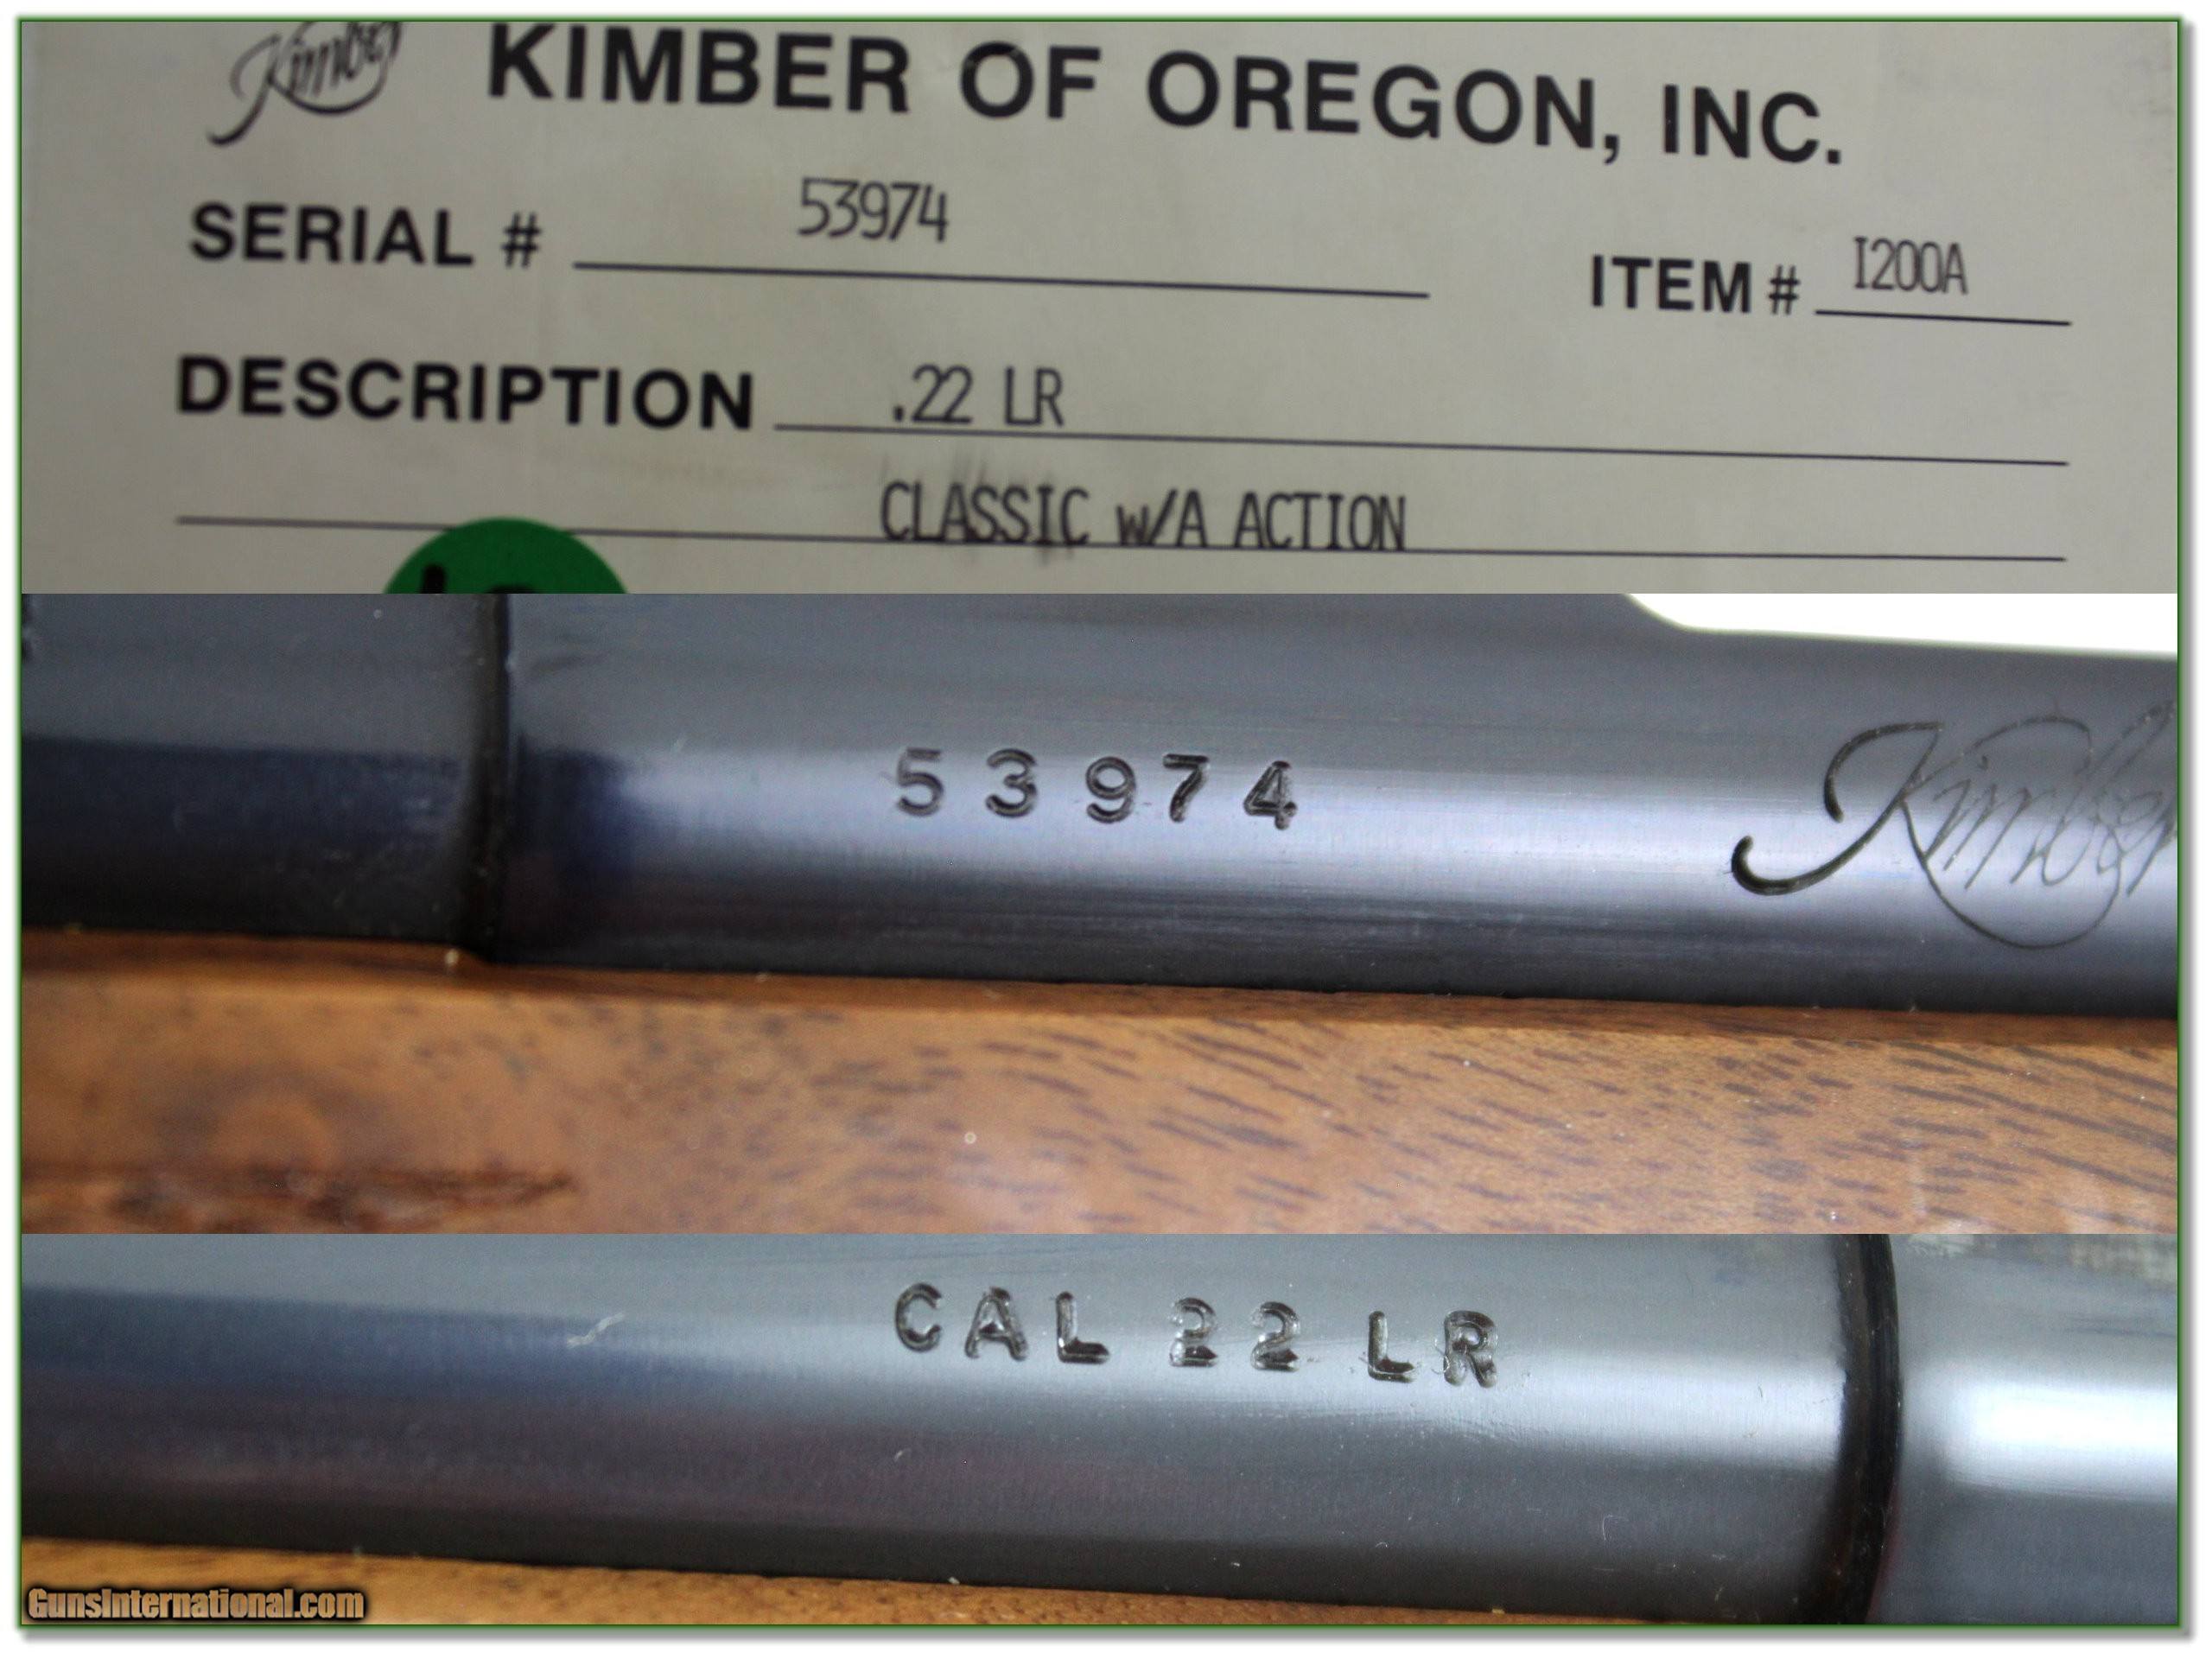 Kimber KIMBER OF OREGON, INC.
SERIAL # 53974
ITEM # I200A
DESCRIPTION .22 LR
CLASSIC w/A ACTION
53974
Kimber
CAL 22 LR
GunsInternational.com